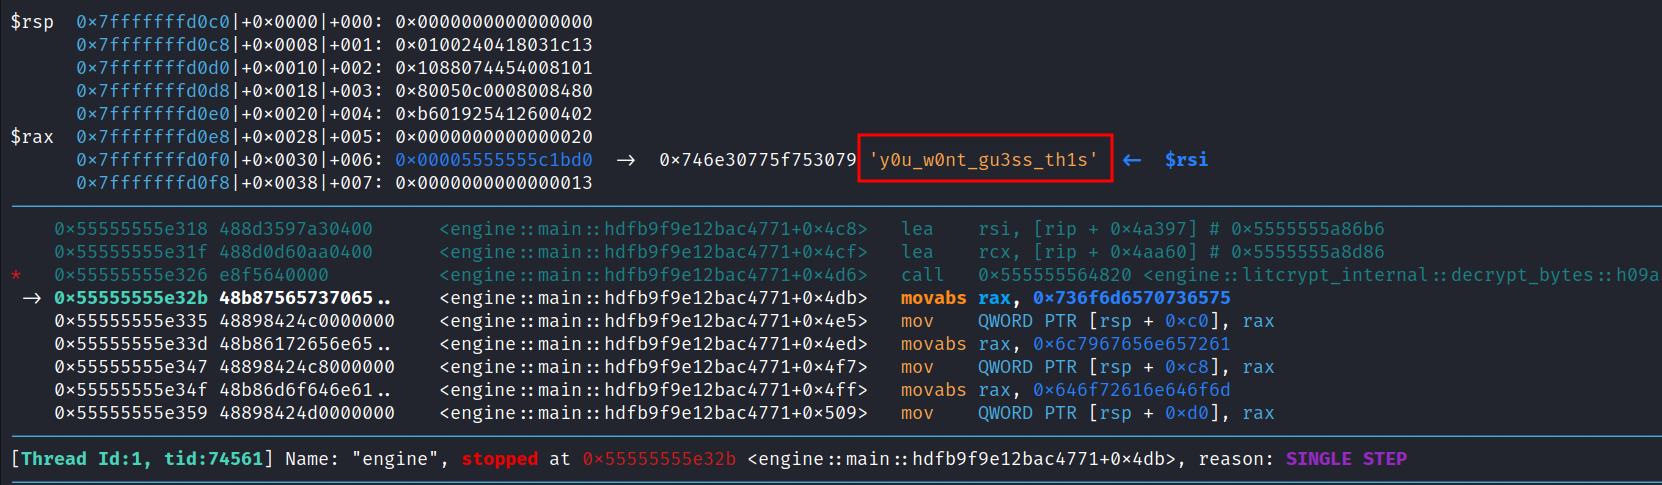 $rsp  0x7fffffffd0c0|+0x0000|+000: 0x0000000000000000
0x7fffffffd0c8|+0x0008|+001: 0x0100240418031c13
0x7fffffffd0d0|+0x0010|+002: 0x1088074454008101
0x7fffffffd0d8|+0x0018|+003: 0x80050c0008008480
0x7fffffffd0e0|+0x0020|+004: 0xb601925412600402
$rax  0x7fffffffd0e8|+0x0028|+005: 0x0000000000000020
0x7fffffffd0f0|+0x0030|+006: 0x00005555555c1bd0  →  0x746e30775f753079 'y0u_w0nt_gu3ss_th1s' ← $rsi
0x7fffffffd0f8|+0x0038|+007: 0x0000000000000013
0x55555555e318 488d3597a30400 <engine::main::hdfb9f9e12bac4771+0x4c8> lea rsi, [rip + 0x4a397] # 0x5555555a86b6
0x55555555e31f 488d0d60aa0400 <engine::main::hdfb9f9e12bac4771+0x4cf> lea rcx, [rip + 0x4aa60] # 0x5555555a8d86
* 0x55555555e326 e8f5640000 <engine::main::hdfb9f9e12bac4771+0x4d6> call 0x555555564820 <engine::litcrypt_internal::decrypt_bytes::h09a
→ 0x55555555e32b 48b87565737065.. <engine::main::hdfb9f9e12bac4771+0x4db> movabs rax, 0x736f6d6570736575
0x55555555e335 48898424c0000000 <engine::main::hdfb9f9e12bac4771+0x4e5> mov QWORD PTR [rsp + 0xc0], rax
0x55555555e33d 48b86172656e65.. <engine::main::hdfb9f9e12bac4771+0x4ed> movabs rax, 0x6c7967656e657261
0x55555555e347 48898424c8000000 <engine::main::hdfb9f9e12bac4771+0x4f7> mov QWORD PTR [rsp + 0xc8], rax
0x55555555e34f 48b86d6f646e61.. <engine::main::hdfb9f9e12bac4771+0x4ff> movabs rax, 0x646f72616e646f6d
0x55555555e359 48898424d0000000 <engine::main::hdfb9f9e12bac4771+0x509> mov QWORD PTR [rsp + 0xd0], rax
[Thread Id:1, tid:74561] Name: "engine", stopped at 0x55555555e32b <engine::main::hdfb9f9e12bac4771+0x4db>, reason: SINGLE STEP